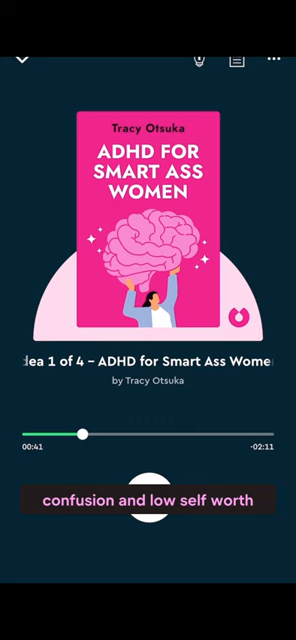 Tracy Otsuka
ADHD FOR
SMART ASS
WOMEN
dea 1 of 4 – ADHD for Smart Ass Wome
by Tracy Otsuka
00:41
-02:11
confusion and low self worth